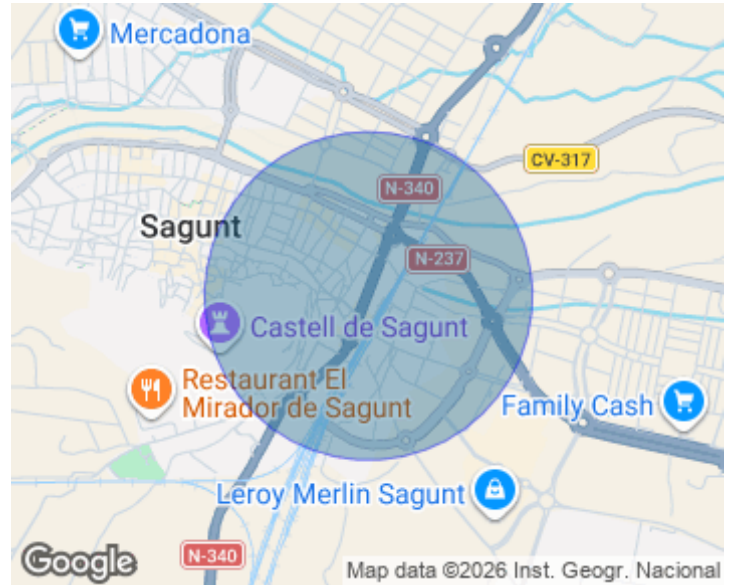 Mercadona
CV-317
N-340
Sagunt
N-237
Castell de Sagunt
Restaurant El
Mirador de Sagunt
Family Cash
Leroy Merlin Sagunt
Google
N-340
Map data ©2026 Inst. Geogr. Nacional